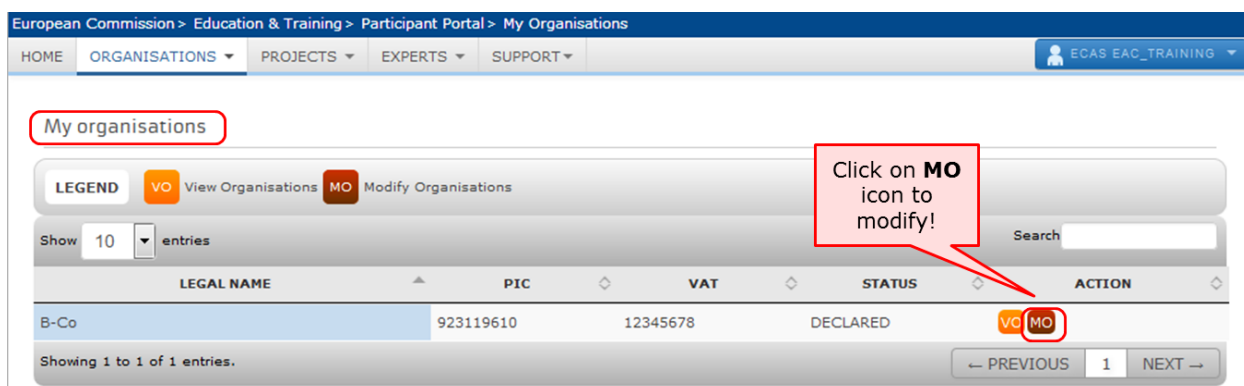 European Commission > Education & Training > Participant Portal > My Organisations
HOME ORGANISATIONS PROJECTS EXPERTS SUPPORT ECAS EAC_TRAINING
My organisations
LEGEND VO View Organisations MO Modify Organisations
Click on MO
icon to
modify!
Show 10 entries Search
LEGAL NAME PIC VAT STATUS ACTION
B-Co 923119610 12345678 DECLARED VO MO
Showing 1 to 1 of 1 entries. ← PREVIOUS 1 NEXT →